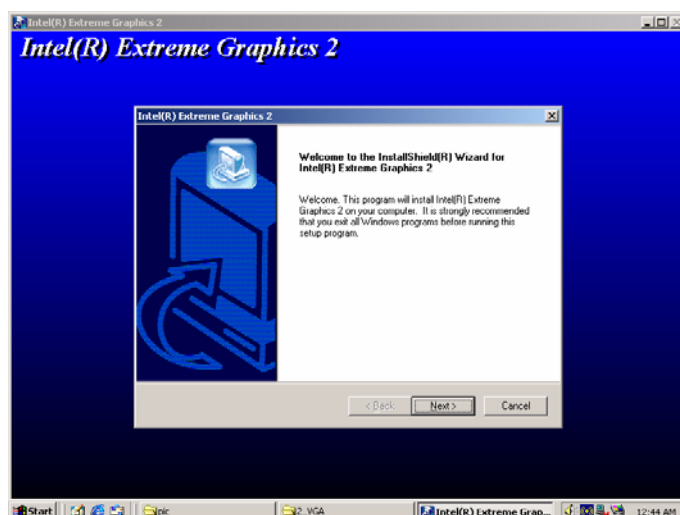 Intel(R) Extreme Graphics 2
Intel(R) Extreme Graphics 2
Intel(R) Extreme Graphics 2
Welcome to the InstallShield(R) Wizard for
Intel(R) Extreme Graphics 2
Welcome. This program will install Intel(R) Extreme
Graphics 2 on your computer. It is strongly recommended
that you exit all Windows programs before running this
setup program.
< Back Next > Cancel
Start pic 2_VGA Intel(R) Extreme Grap... 12:44 AM